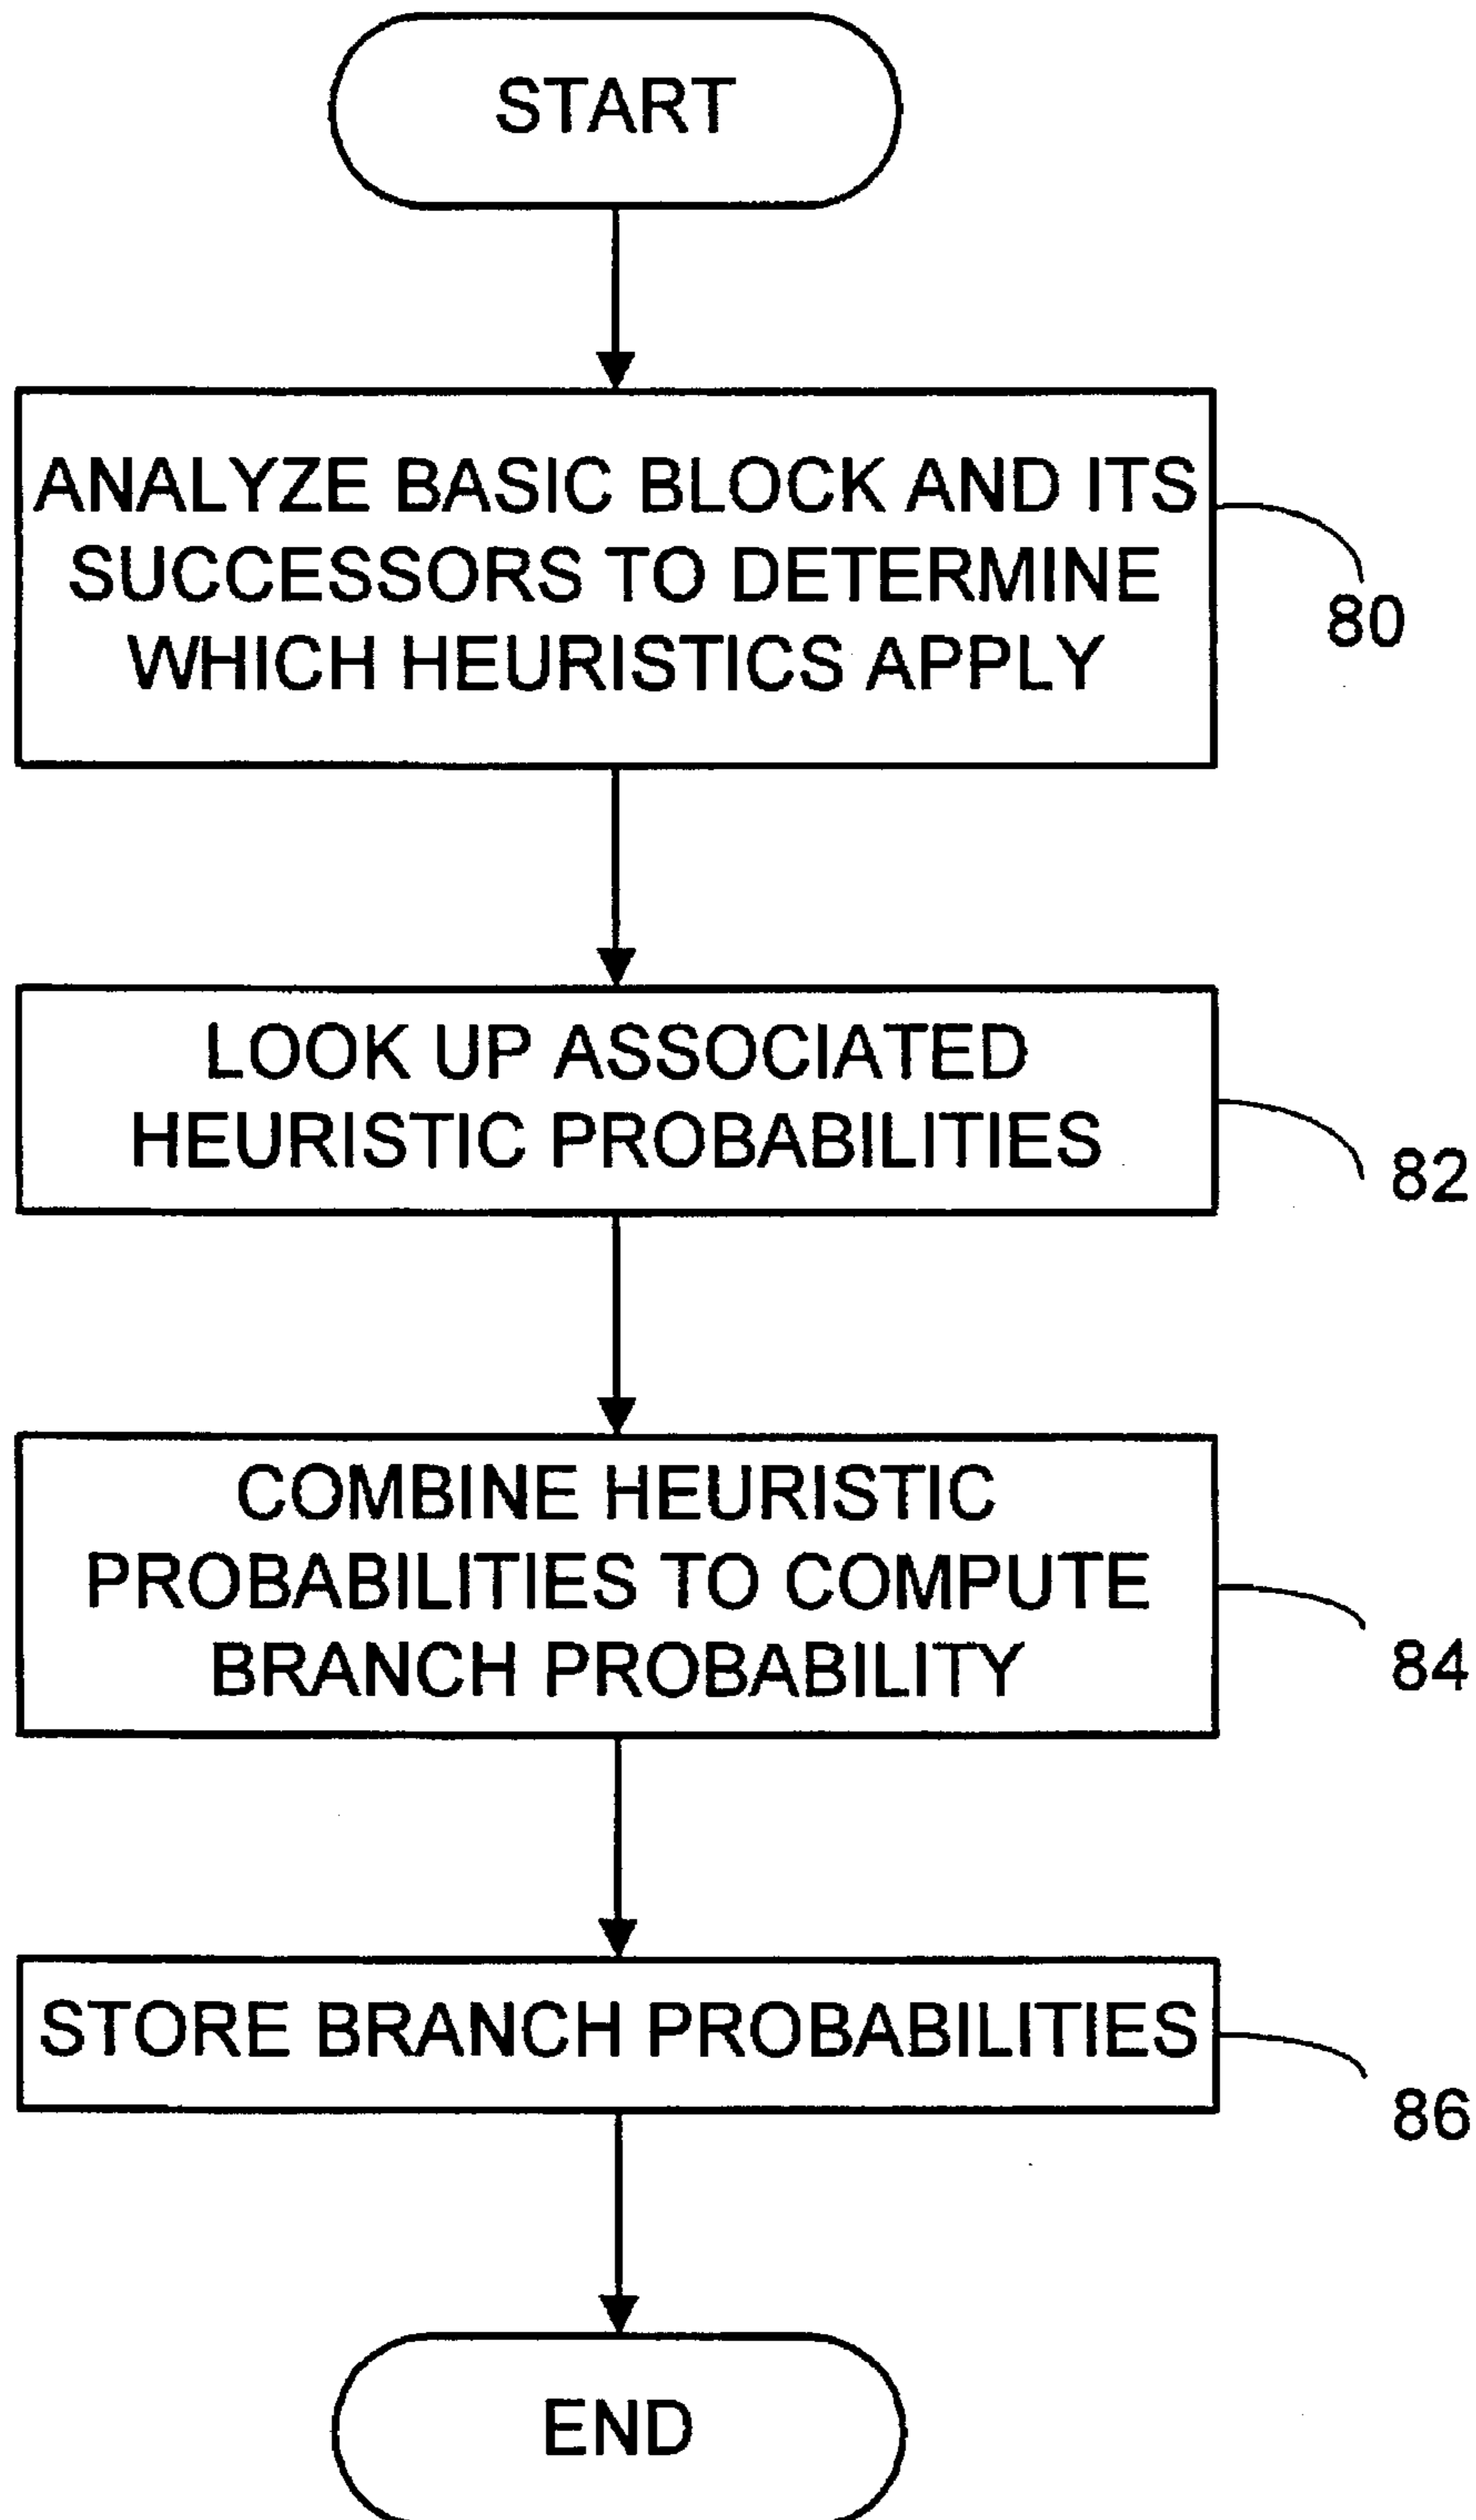 START
ANALYZE BASIC BLOCK AND ITS
SUCCESSORS TO DETERMINE
WHICH HEURISTICS APPLY
80
LOOK UP ASSOCIATED
HEURISTIC PROBABILITIES
82
COMBINE HEURISTIC
PROBABILITIES TO COMPUTE
BRANCH PROBABILITY
84
STORE BRANCH PROBABILITIES
86
END